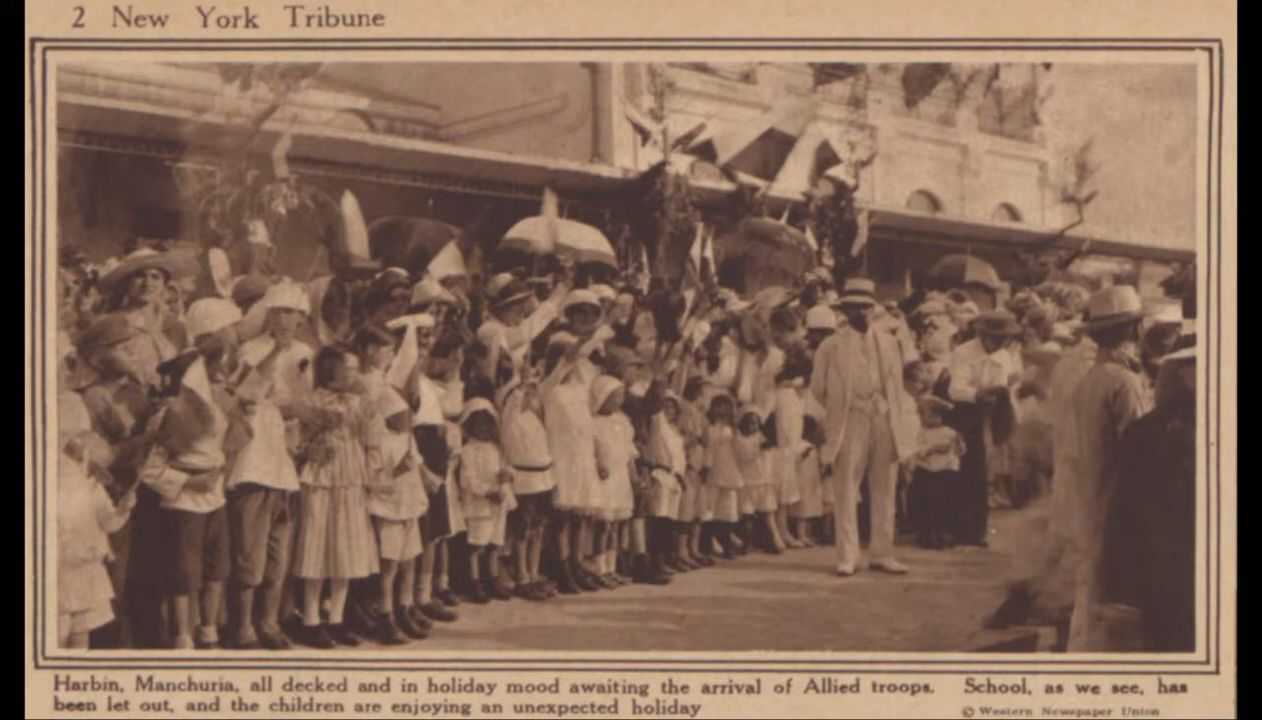 2 New York Tribune
Harbin, Manchuria, all decked and in holiday mood awaiting the arrival of Allied troops. School, as we see, has
been let out, and the children are enjoying an unexpected holiday
© Western Newspaper Union